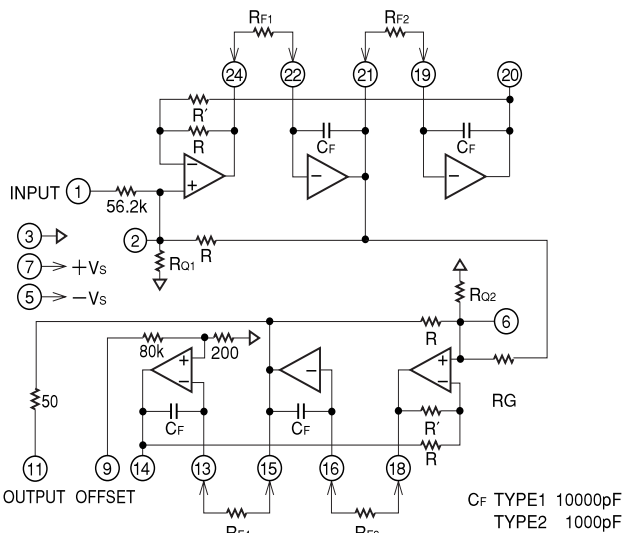 RF1 RF2
24 22 21 19 20
R′
R
CF CF
− − −
+
INPUT 1
56.2k
3
2
R
RQ1
7 +VS
5 −VS
RQ2
6
R
80k 200
+ − +
− −
50
RG
CF CF R′
R
11 9 14 13 15 16 18
OUTPUT OFFSET
CF TYPE1 10000pF
TYPE2 1000pF